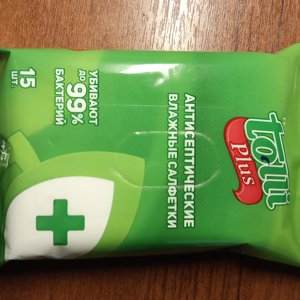 tolli
Plus
АНТИСЕПТИЧЕСКИЕ
ВЛАЖНЫЕ САЛФЕТКИ
УБИВАЮТ
ДО 99%
БАКТЕРИЙ
15
ШТ.